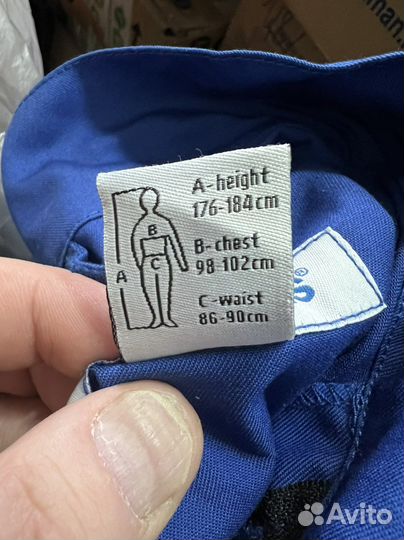 A-height
176-184cm
B-chest
98-102cm
C-waist
86-90cm
A
B
C
Avito